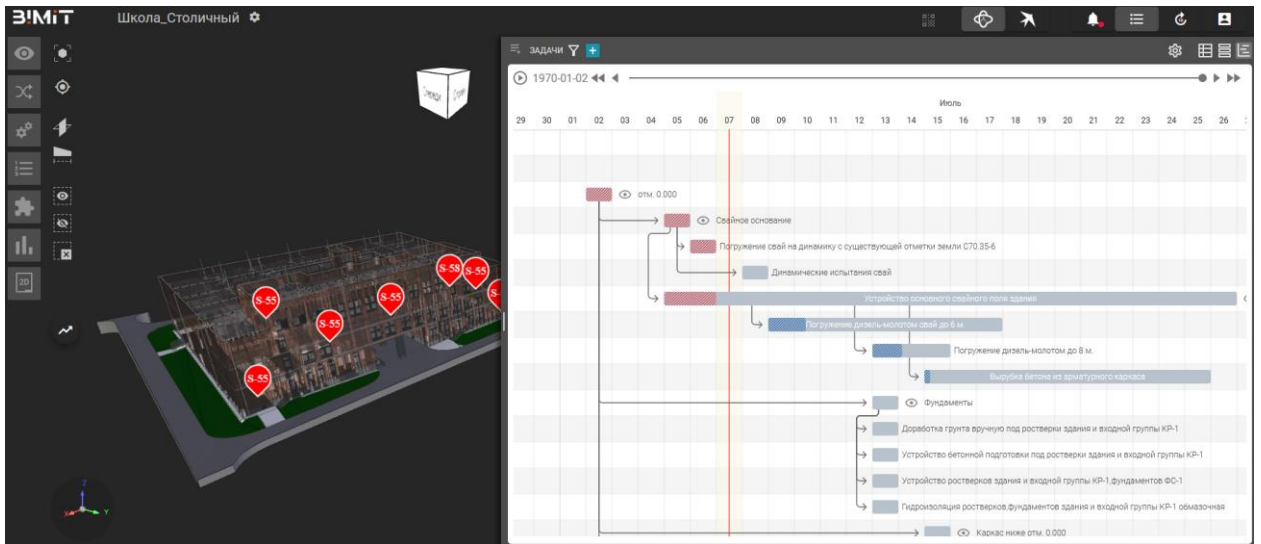 BIMiT
Школа_Столичный
ЗАДАЧИ
1970-01-02
Июль
29 30 01 02 03 04 05 06 07 08 09 10 11 12 13 14 15 16 17 18 19 20 21 22 23 24 25 26
отм. 0.000
Свайное основание
Погружение свай на динамику с существующей отметки земли С70.35-6
Динамические испытания свай
Устройство основного свайного поля здания
Погружение дизель-молотом свай до 6 м.
Погружение дизель-молотом до 8 м.
Вырубка бетона из арматурного каркаса
Фундаменты
Доработка грунта вручную под ростверки здания и входной группы КР-1
Устройство бетонной подготовки под ростверки здания и входной группы КР-1
Устройство ростверков здания и входной группы КР-1,фундаментов ФС-1
Гидроизоляция ростверков,фундаментов здания и входной группы КР-1 обмазочная
Каркас ниже отм. 0.000
2D
Спереди
S-58
S-55
S-55
S-55
S-55
S-55
Z
X
Y